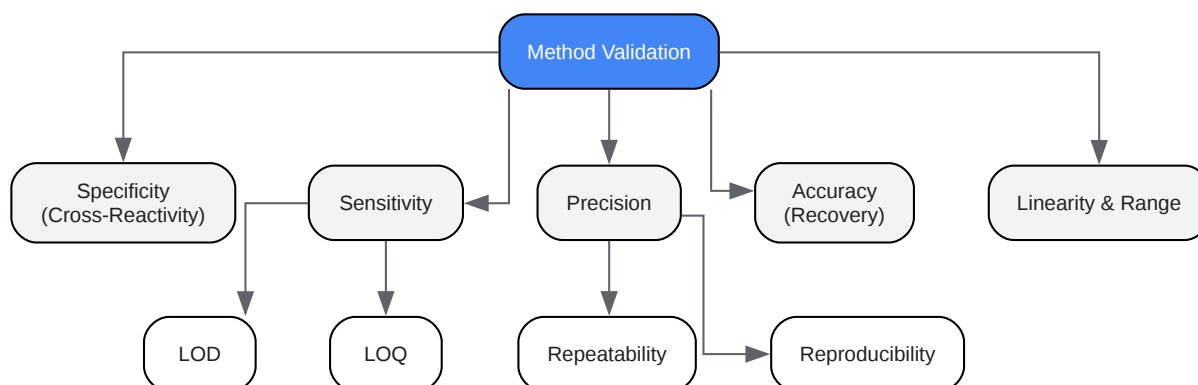 Method Validation
Specificity
(Cross-Reactivity)
Sensitivity
Precision
Accuracy
(Recovery)
Linearity & Range
LOD
LOQ
Repeatability
Reproducibility